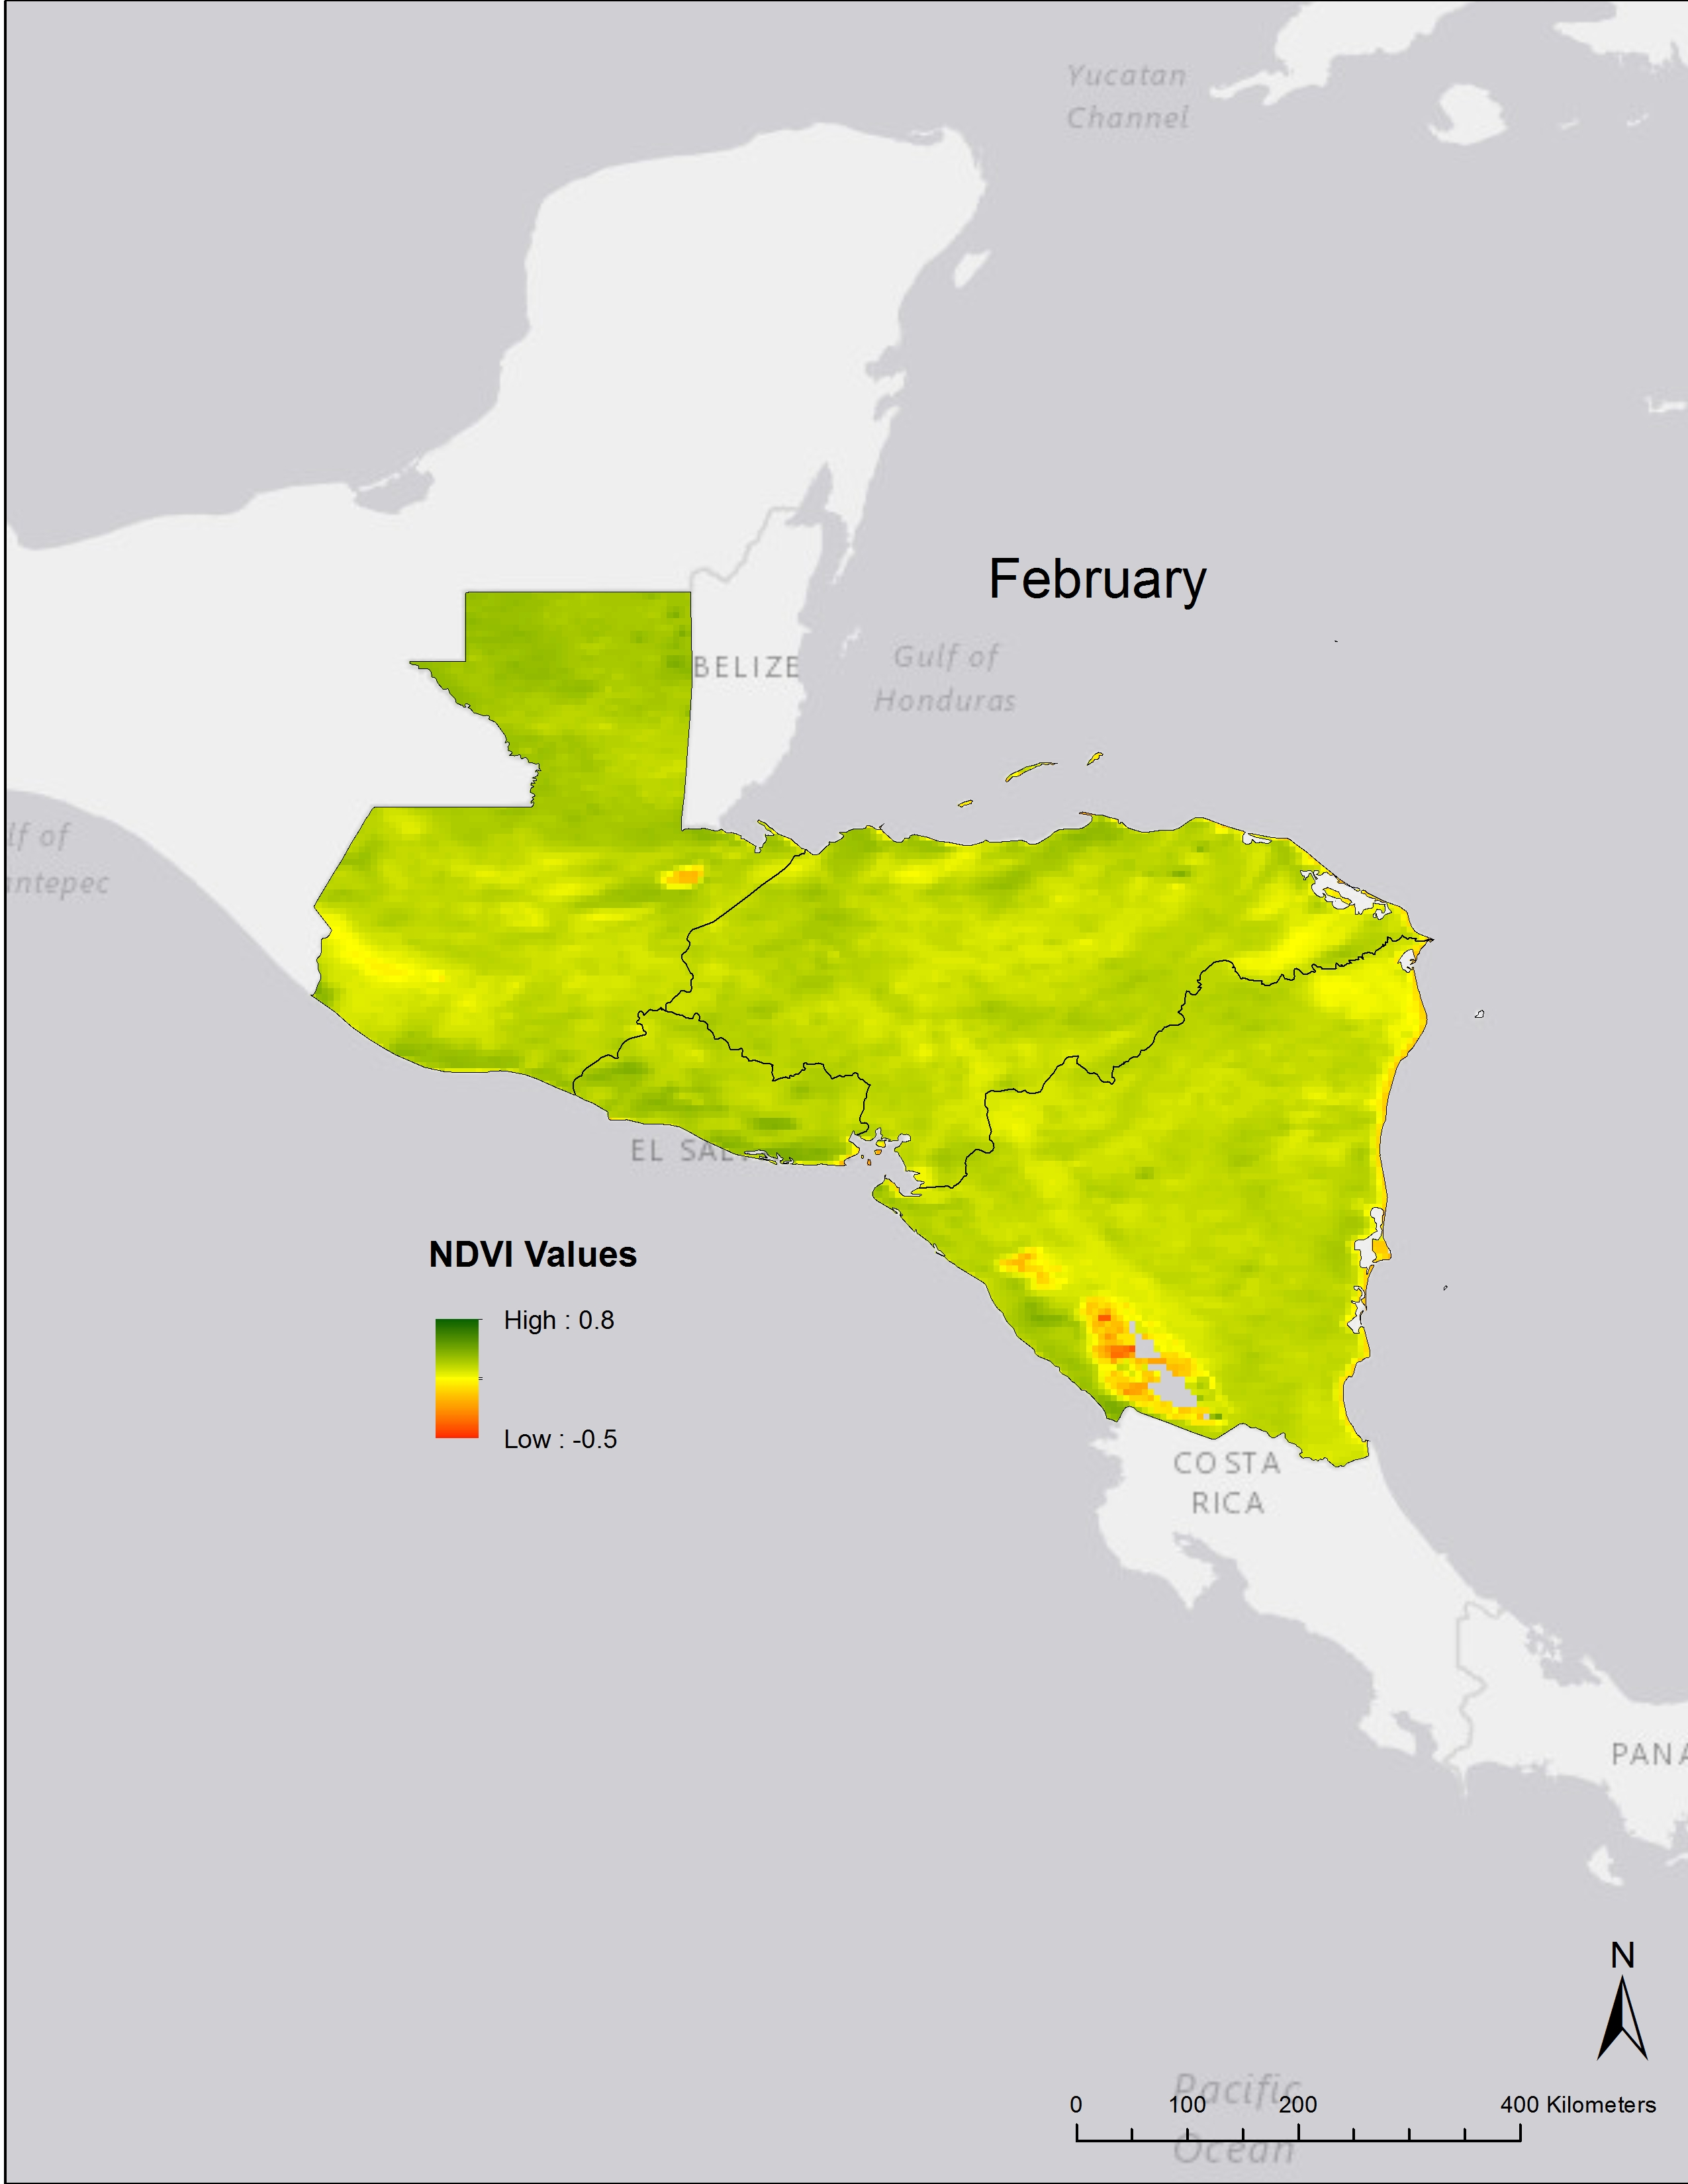 Yucatan
Channel
February
BELIZE
Gulf of
Honduras
lf of
antepec
EL SAL
NDVI Values
High : 0.8
Low : -0.5
COSTA
RICA
PANA
N
Pacific
Ocean
0 100 200 400 Kilometers